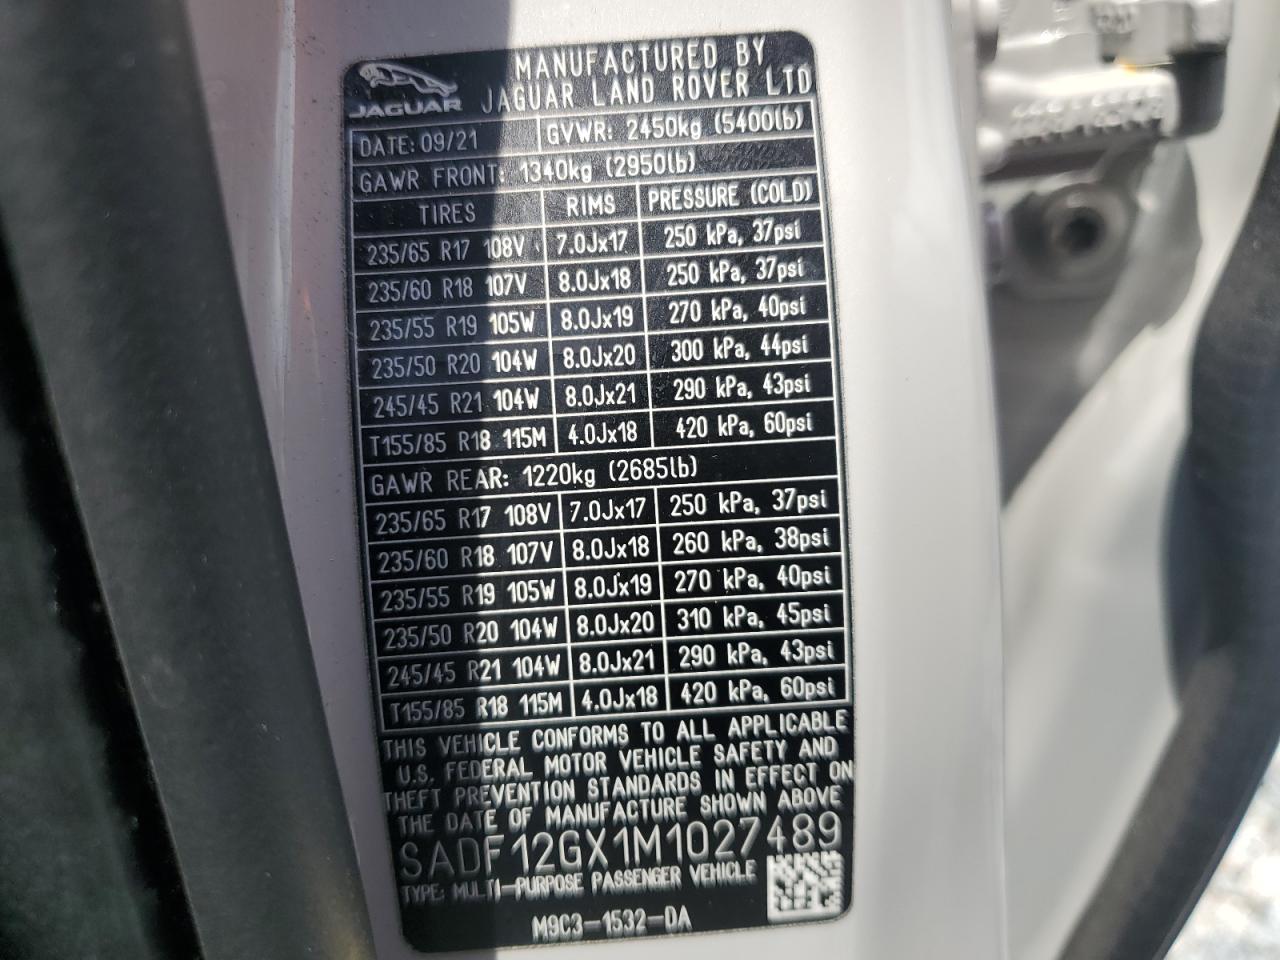 JAGUAR
MANUFACTURED BY
JAGUAR LAND ROVER LTD
DATE: 09/21 GVWR: 2450kg (5400lb)
GAWR FRONT: 1340kg (2950lb)
TIRES RIMS PRESSURE (COLD)
235/65 R17 108V 7.0Jx17 250 kPa, 37psi
235/60 R18 107V 8.0Jx18 250 kPa, 37psi
235/55 R19 105W 8.0Jx19 270 kPa, 40psi
235/50 R20 104W 8.0Jx20 300 kPa, 44psi
245/45 R21 104W 8.0Jx21 290 kPa, 43psi
T155/85 R18 115M 4.0Jx18 420 kPa, 60psi
GAWR REAR: 1220kg (2685lb)
235/65 R17 108V 7.0Jx17 250 kPa, 37psi
235/60 R18 107V 8.0Jx18 260 kPa, 38psi
235/55 R19 105W 8.0Jx19 270 kPa, 40psi
235/50 R20 104W 8.0Jx20 310 kPa, 45psi
245/45 R21 104W 8.0Jx21 290 kPa, 43psi
T155/85 R18 115M 4.0Jx18 420 kPa, 60psi
THIS VEHICLE CONFORMS TO ALL APPLICABLE
U.S. FEDERAL MOTOR VEHICLE SAFETY AND
THEFT PREVENTION STANDARDS IN EFFECT ON
THE DATE OF MANUFACTURE SHOWN ABOVE
SADF12GX1M1027489
TYPE: MULTI-PURPOSE PASSENGER VEHICLE
M9C3-1532-DA